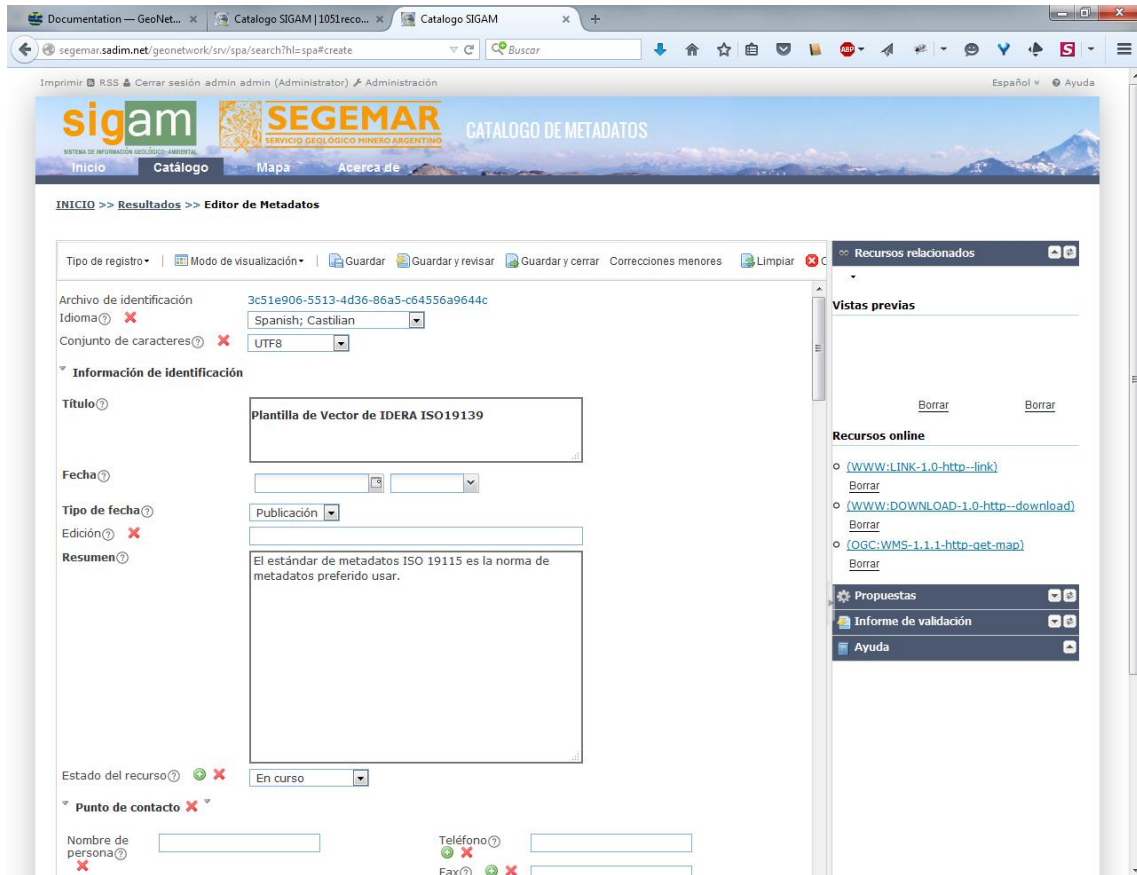 Documentation — GeoNet...
Catalogo SIGAM | 1051reco...
Catalogo SIGAM
segemar.sadim.net/geonetwork/srv/spa/search?hl=spa#create
Buscar
ABP
S
Imprimir RSS Cerrar sesión admin admin (Administrator) Administración
Español
Ayuda
sigam
SISTEMA DE INFORMACIÓN GEOLÓGICO-AMBIENTAL
SEGEMAR
SERVICIO GEOLÓGICO MINERO ARGENTINO
CATALOGO DE METADATOS
Inicio Catálogo Mapa Acerca de
INICIO >> Resultados >> Editor de Metadatos
Tipo de registro Modo de visualización Guardar Guardar y revisar Guardar y cerrar Correcciones menores Limpiar
Archivo de identificación 3c51e906-5513-4d36-86a5-c64556a9644c
Idioma Spanish; Castilian
Conjunto de caracteres UTF8
Información de identificación
Título
Plantilla de Vector de IDERA ISO19139
Fecha
Tipo de fecha Publicación
Edición
Resumen
El estándar de metadatos ISO 19115 es la norma de
metadatos preferido usar.
Estado del recurso En curso
Punto de contacto
Nombre de
persona
Teléfono
Fax
Recursos relacionados
Vistas previas
Borrar Borrar
Recursos online
(WWW:LINK-1.0-http--link)
Borrar
(WWW:DOWNLOAD-1.0-http--download)
Borrar
(OGC:WMS-1.1.1-http-get-map)
Borrar
Propuestas
Informe de validación
Ayuda